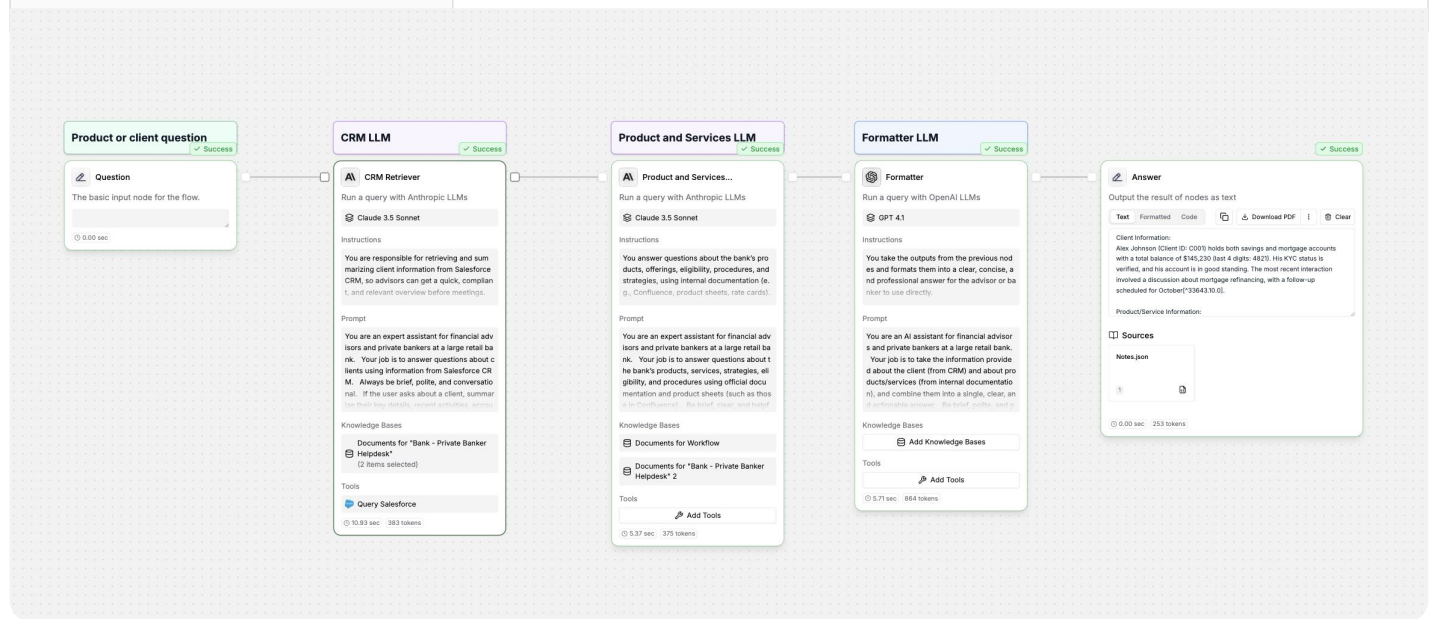 Product or client question
Success
Question
The basic input node for the flow.
0.00 sec
CRM LLM
Success
CRM Retriever
Run a query with Anthropic LLMs
Claude 3.5 Sonnet
Instructions
You are responsible for retrieving and sum
marizing client information from Salesforce
CRM, so advisors can get a quick, complian
t, and relevant overview before meetings.
Prompt
You are an expert assistant for financial adv
isors and private bankers at a large retail ba
nk. Your job is to answer questions about c
lients using information from Salesforce CR
M. Always be brief, polite, and conversatio
nal. If the user asks about a client, summar
ize their key details, recent activities, accou
Knowledge Bases
Documents for "Bank - Private Banker
Helpdesk"
(2 items selected)
Tools
Query Salesforce
10.93 sec 383 tokens
Product and Services LLM
Success
Product and Services...
Run a query with Anthropic LLMs
Claude 3.5 Sonnet
Instructions
You answer questions about the bank's pro
ducts, offerings, eligibility, procedures, and
strategies, using internal documentation (e.
g., Confluence, product sheets, rate cards).
Prompt
You are an expert assistant for financial adv
isors and private bankers at a large retail ba
nk. Your job is to answer questions about t
he bank's products, services, strategies, eli
gibility, and procedures using official docu
mentation and product sheets (such as thos
e in Confluence). Be brief, clear, and helpf
Knowledge Bases
Documents for Workflow
Documents for "Bank - Private Banker
Helpdesk" 2
Tools
Add Tools
5.37 sec 375 tokens
Formatter LLM
Success
Formatter
Run a query with OpenAI LLMs
GPT 4.1
Instructions
You take the outputs from the previous nod
es and formats them into a clear, concise, a
nd professional answer for the advisor or ba
nker to use directly.
Prompt
You are an AI assistant for financial advisor
s and private bankers at a large retail bank.
Your job is to take the information provide
d about the client (from CRM) and about pro
ducts/services (from internal documentatio
n), and combine them into a single, clear, an
d actionable answer. Be brief, polite, and p
Knowledge Bases
Add Knowledge Bases
Tools
Add Tools
5.71 sec 864 tokens
Success
Answer
Output the result of nodes as text
Text Formatted Code Download PDF Clear
Client Information:
Alex Johnson (Client ID: C001) holds both savings and mortgage accounts
with a total balance of $145,230 (last 4 digits: 4821). His KYC status is
verified, and his account is in good standing. The most recent interaction
involved a discussion about mortgage refinancing, with a follow-up
scheduled for October[^33643.10.0].
Product/Service Information:
Sources
Notes.json
1
0.00 sec 253 tokens